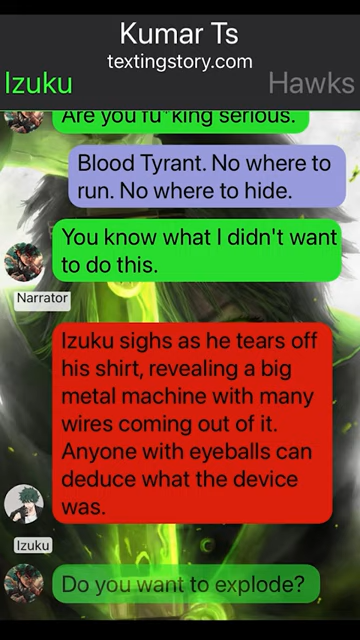 Kumar Ts
textingstory.com
Izuku
Hawks
Are you fu*king serious.
Blood Tyrant. No where to
run. No where to hide.
You know what I didn't want
to do this.
Narrator
Izuku sighs as he tears off
his shirt, revealing a big
metal machine with many
wires coming out of it.
Anyone with eyeballs can
deduce what the device
was.
Izuku
Do you want to explode?